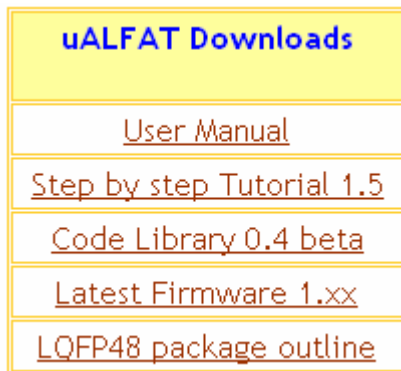 uALFAT Downloads
User Manual
Step by step Tutorial 1.5
Code Library 0.4 beta
Latest Firmware 1.xx
LQFP48 package outline